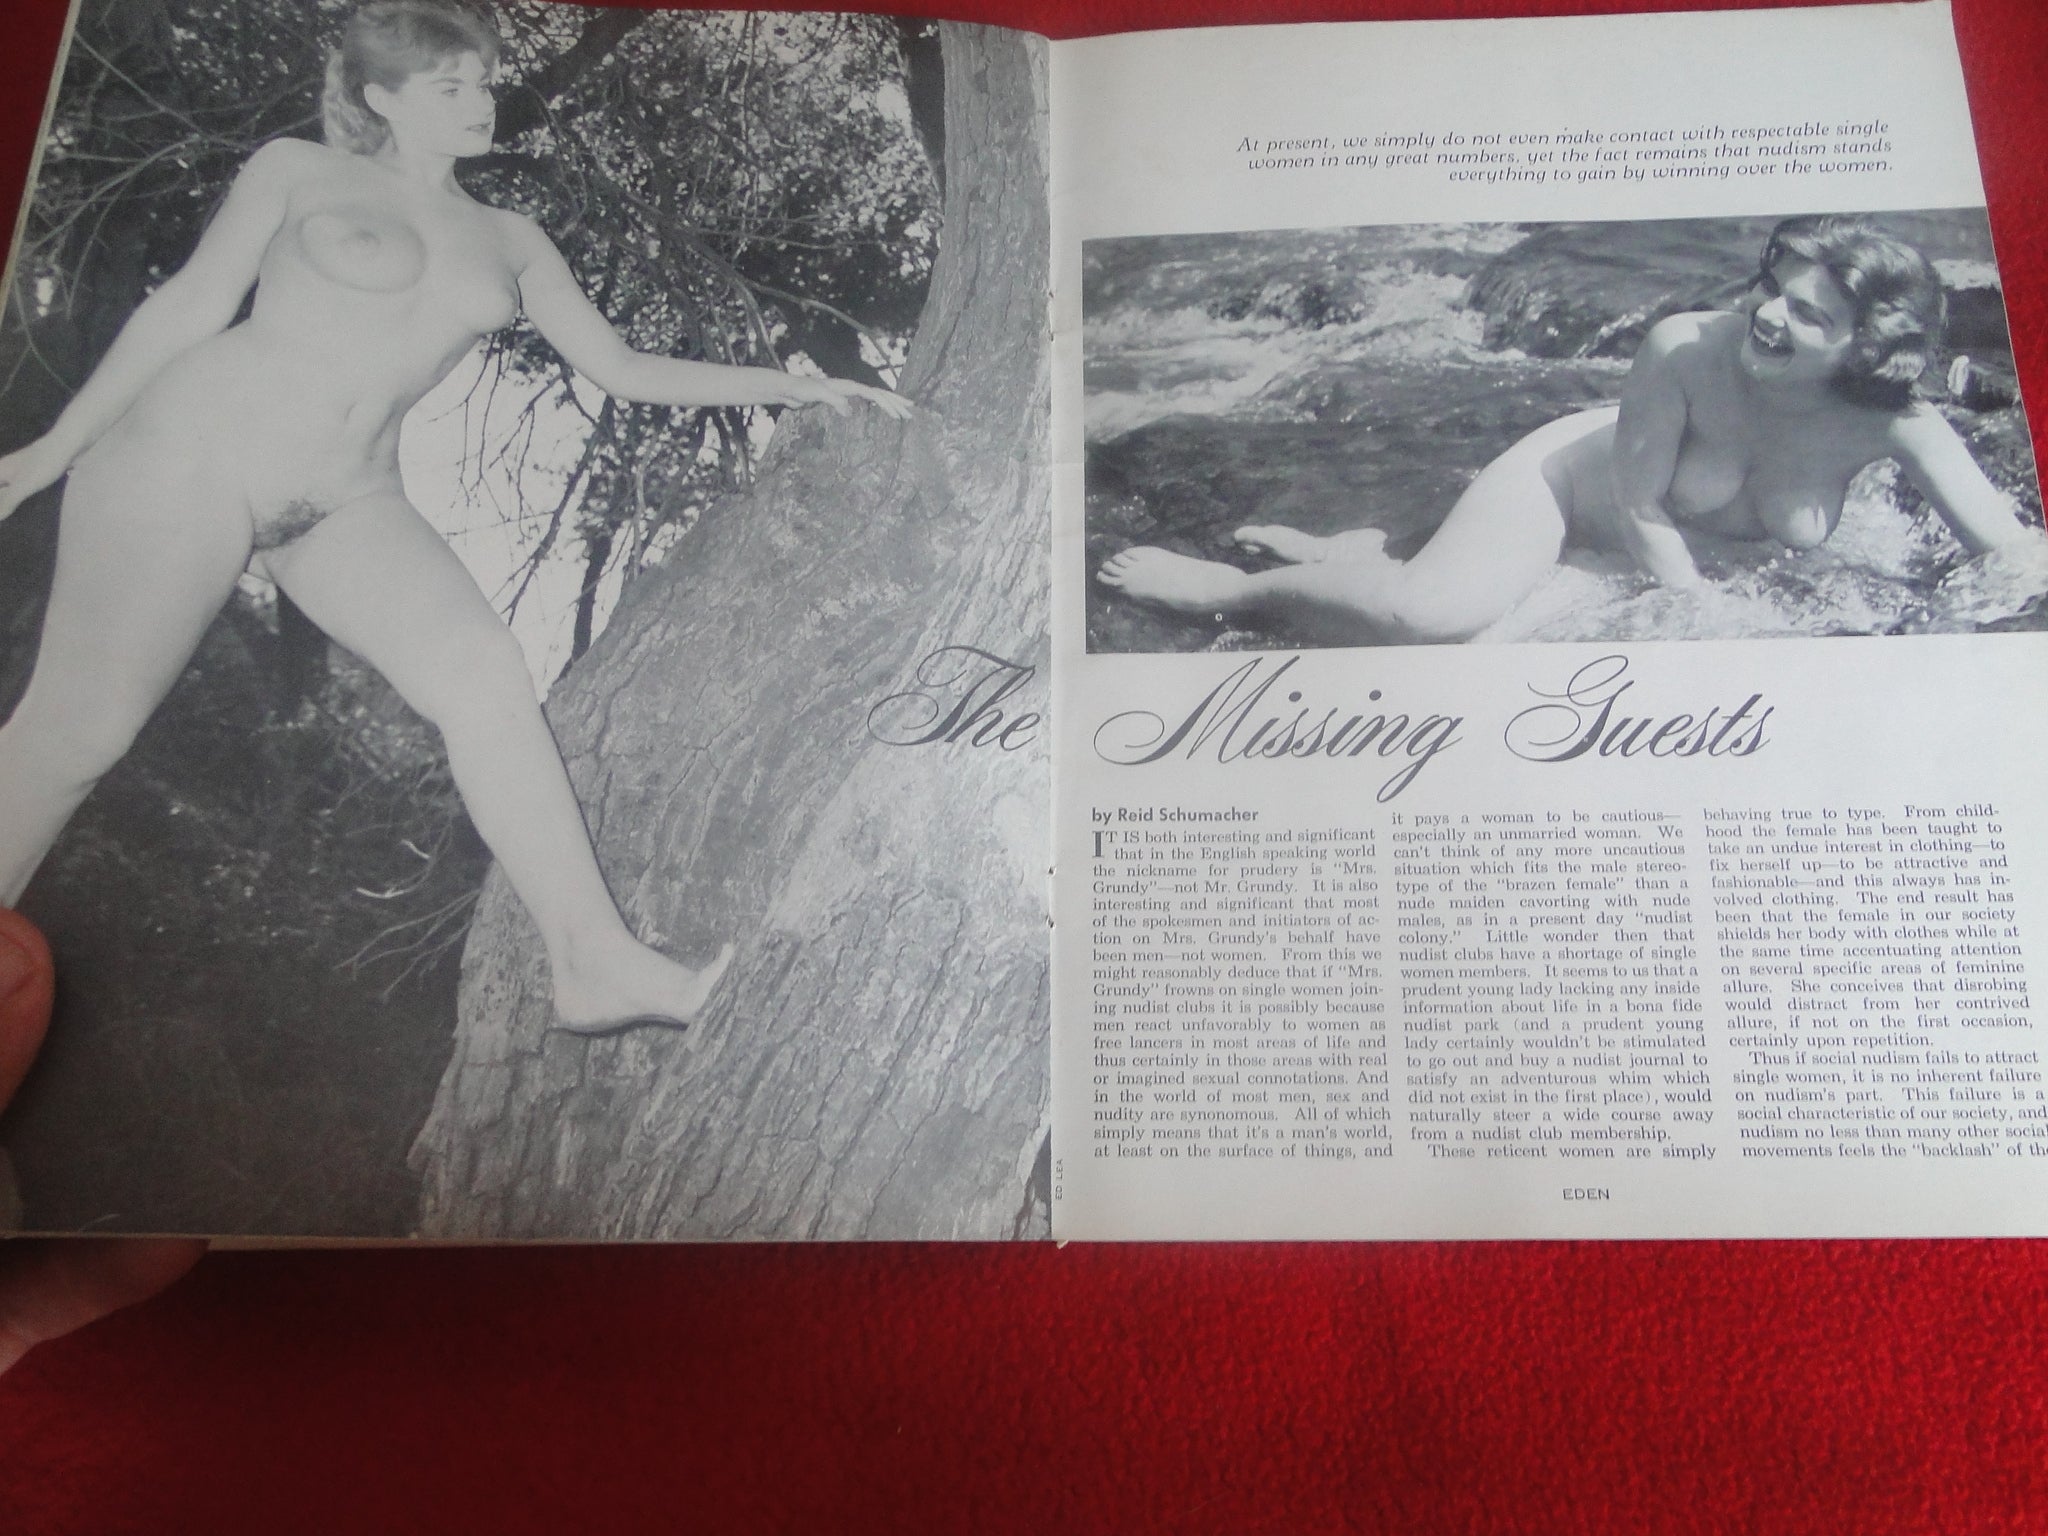 At present, we simply do not even make contact with respectable single
women in any great numbers, yet the fact remains that nudism stands
everything to gain by winning over the women.
The Missing Guests
by Reid Schumacher
IT IS both interesting and significant
that in the English speaking world
the nickname for prudery is "Mrs.
Grundy"—not Mr. Grundy. It is also
interesting and significant that most
of the spokesmen and initiators of ac-
tion on Mrs. Grundy's behalf have
been men—not women. From this we
might reasonably deduce that if "Mrs.
Grundy" frowns on single women join-
ing nudist clubs it is possibly because
men react unfavorably to women as
free lancers in most areas of life and
thus certainly in those areas with real
or imagined sexual connotations. And
in the world of most men, sex and
nudity are synonomous. All of which
simply means that it's a man's world,
at least on the surface of things, and
it pays a woman to be cautious—
especially an unmarried woman. We
can't think of any more uncautious
situation which fits the male stereo-
type of the "brazen female" than a
nude maiden cavorting with nude
males, as in a present day "nudist
colony." Little wonder then that
nudist clubs have a shortage of single
women members. It seems to us that a
prudent young lady lacking any inside
information about life in a bona fide
nudist park (and a prudent young
lady certainly wouldn't be stimulated
to go out and buy a nudist journal to
satisfy an adventurous whim which
did not exist in the first place), would
naturally steer a wide course away
from a nudist club membership.
These reticent women are simply
behaving true to type. From child-
hood the female has been taught to
take an undue interest in clothing—to
fix herself up—to be attractive and
fashionable—and this always has in-
volved clothing. The end result has
been that the female in our society
shields her body with clothes while at
the same time accentuating attention
on several specific areas of feminine
allure. She conceives that disrobing
would distract from her contrived
allure, if not on the first occasion,
certainly upon repetition.
Thus if social nudism fails to attract
single women, it is no inherent failure
on nudism's part. This failure is a
social characteristic of our society, and
nudism no less than many other social
movements feels the "backlash" of the
ED LEA
EDEN